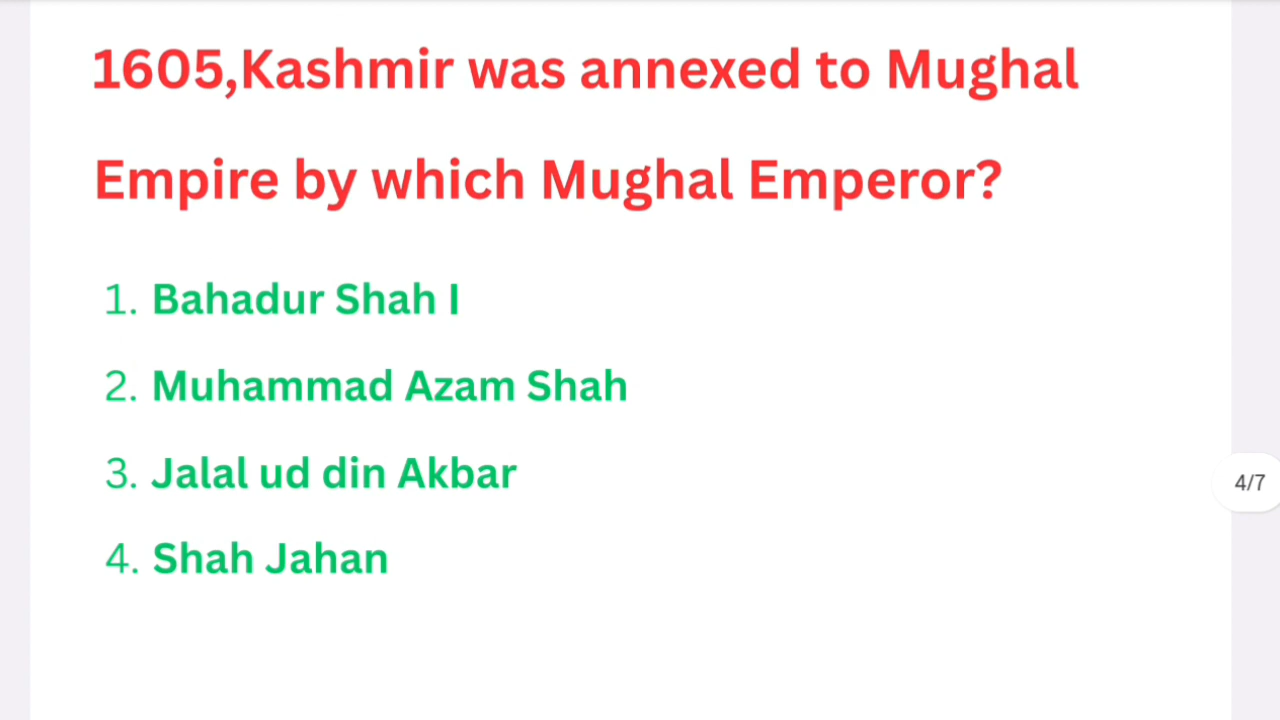 1605,Kashmir was annexed to Mughal
Empire by which Mughal Emperor?
1. Bahadur Shah I
2. Muhammad Azam Shah
3. Jalal ud din Akbar
4. Shah Jahan
4/7